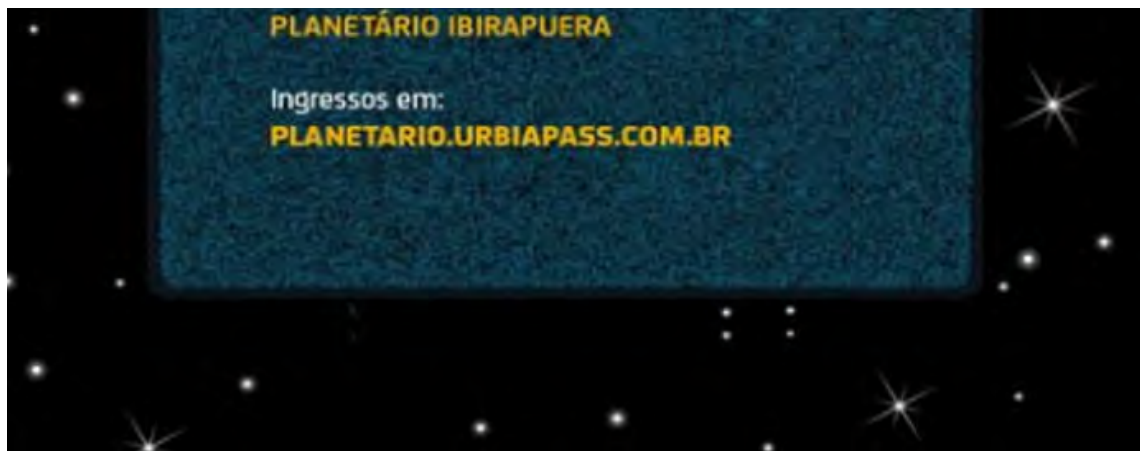 PLANETÁRIO IBIRAPUERA
Ingressos em:
PLANETARIO.URBIAPASS.COM.BR